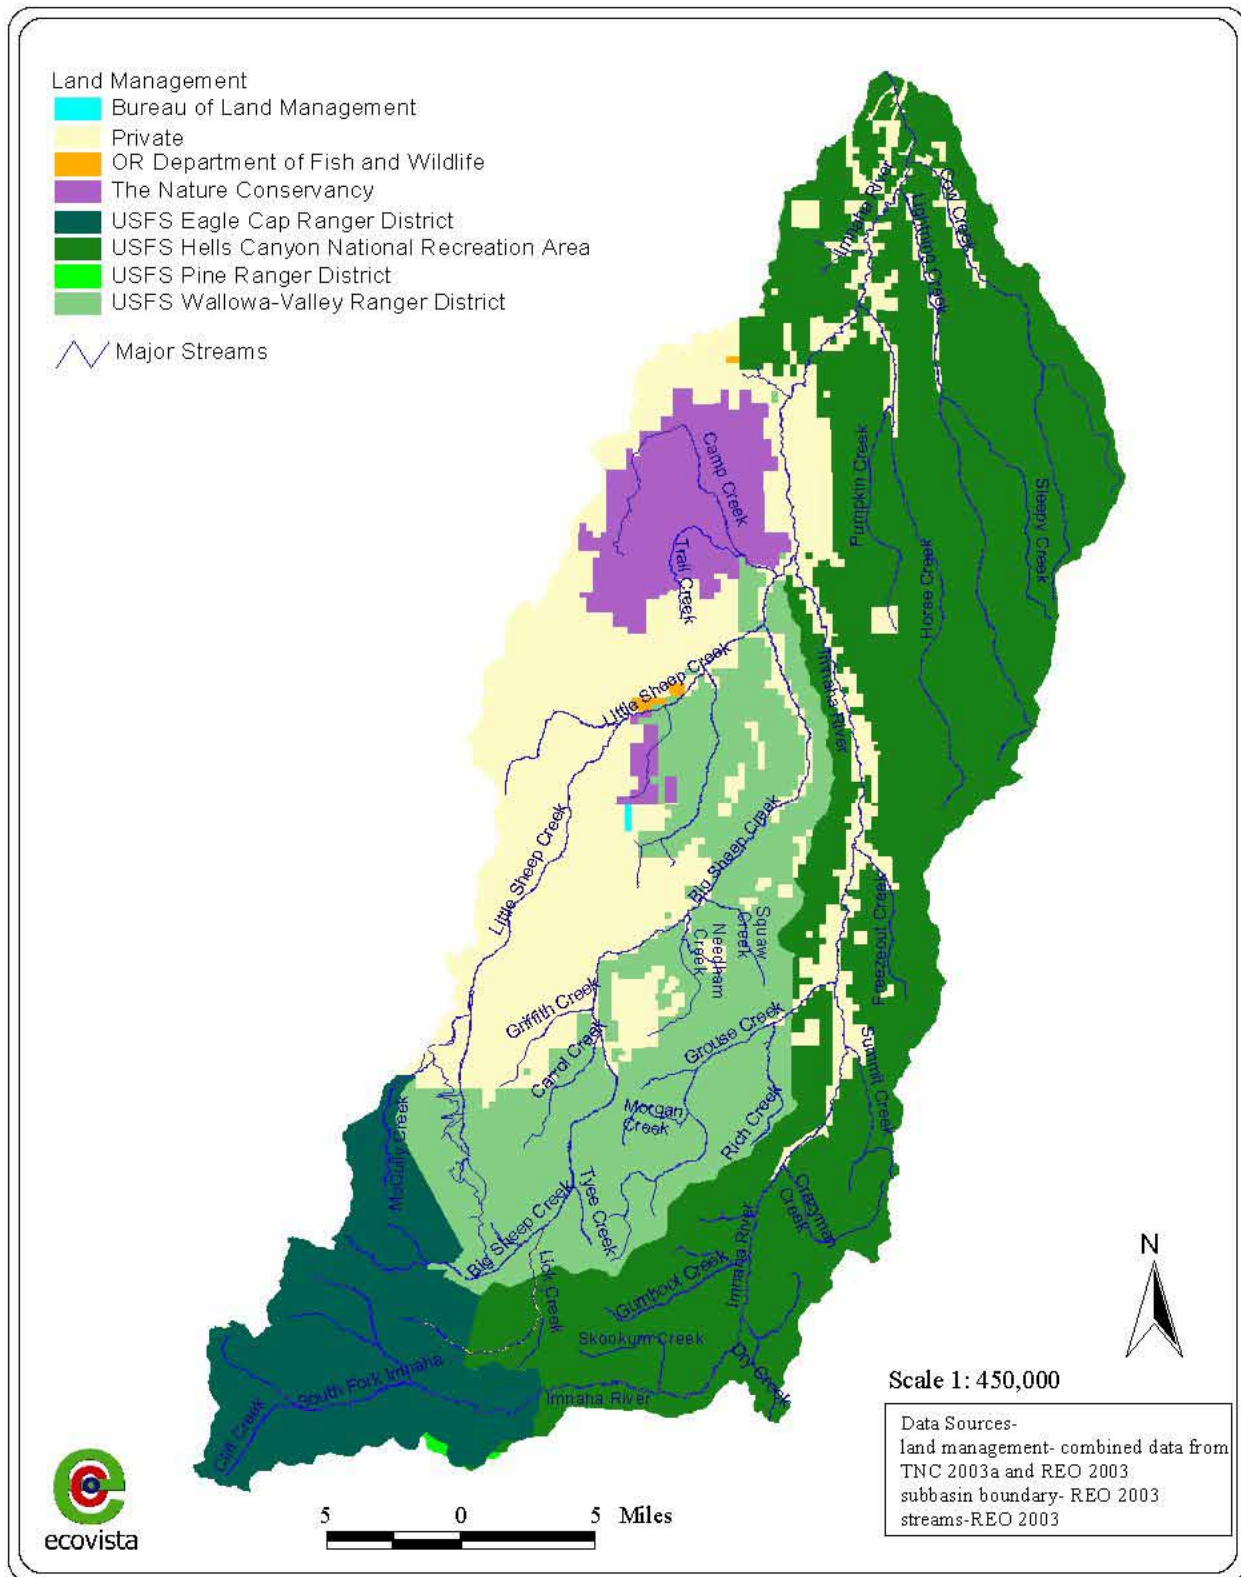 Land Management
Bureau of Land Management
Private
OR Department of Fish and Wildlife
The Nature Conservancy
USFS Eagle Cap Ranger District
USFS Hells Canyon National Recreation Area
USFS Pine Ranger District
USFS Wallowa-Valley Ranger District
Major Streams
Imnaha River
Cow Creek
Lightning Creek
Camp Creek
Pumpkin Creek
Sleepy Creek
Trail Creek
Horse Creek
Little Sheep Creek
Imnaha River
Little Sheep Creek
Big Sheep Creek
Squaw
Creek
Needham
Creek
Freezeout Creek
Griffith Creek
Carrol Creek
Grouse Creek
Summit Creek
Morgan
Creek
Rich Creek
McCully Creek
Tyee Creek
Crazyman
Creek
Big Sheep Creek
Lick Creek
Imnaha River
Gumboot Creek
Skookum Creek
Dry Creek
South Fork Imnaha
Imnaha River
Cliff Creek
N
Scale 1: 450,000
Data Sources-
land management- combined data from
TNC 2003a and REO 2003
subbasin boundary- REO 2003
streams-REO 2003
ecovista
5 0 5 Miles